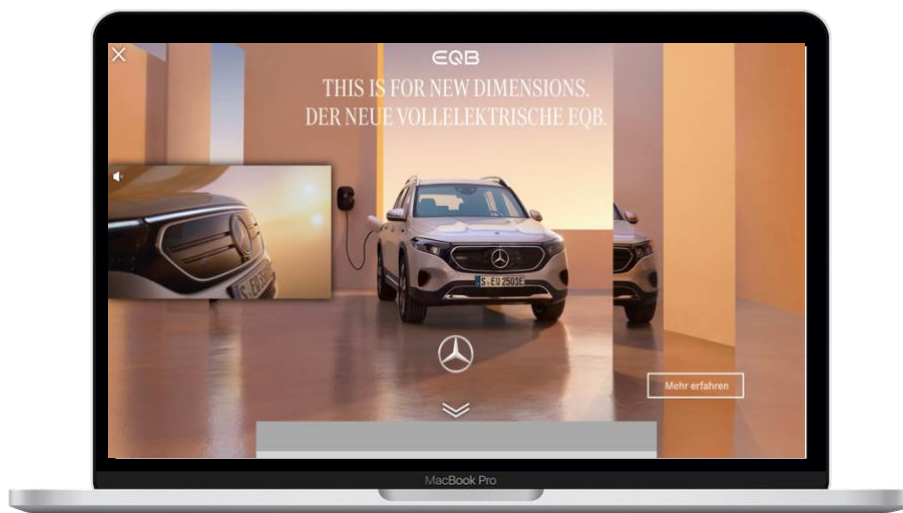 EQB
THIS IS FOR NEW DIMENSIONS.
DER NEUE VOLLELEKTRISCHE EQB.
S·EQ 2501E
Mehr erfahren
MacBook Pro